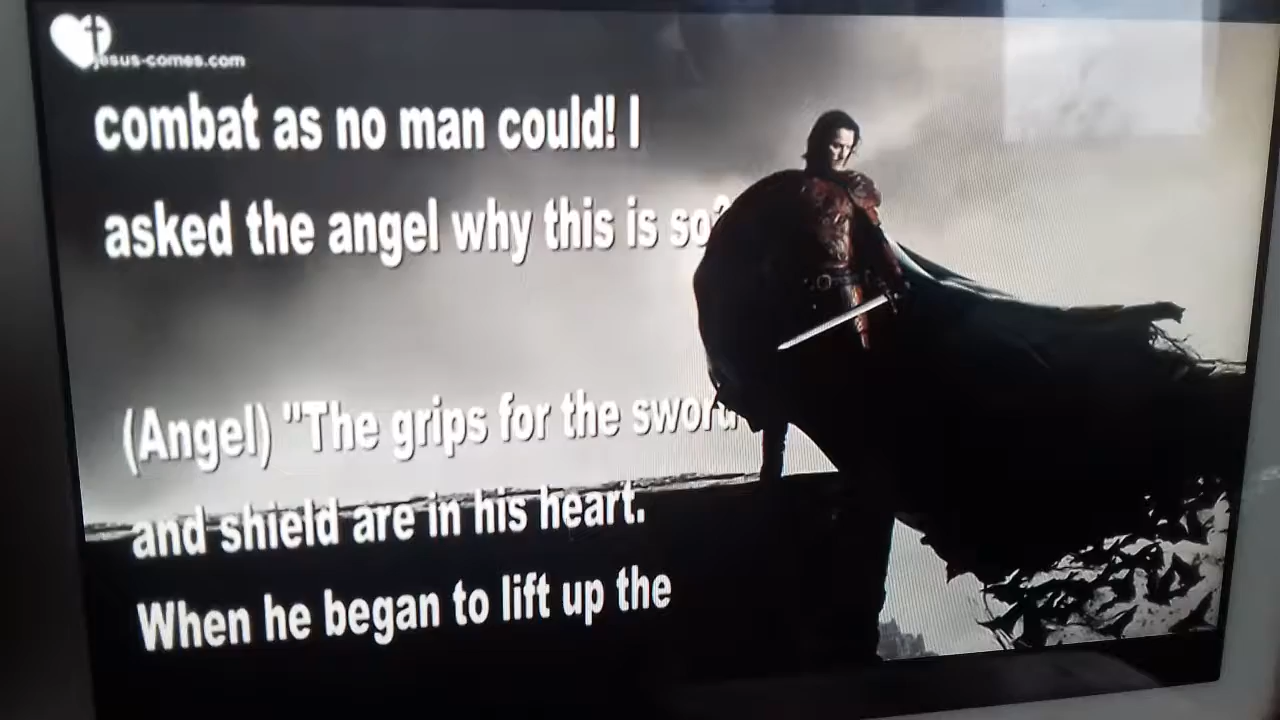 jesus-comes.com
combat as no man could! I
asked the angel why this is so?
(Angel) "The grips for the sword
and shield are in his heart.
When he began to lift up the